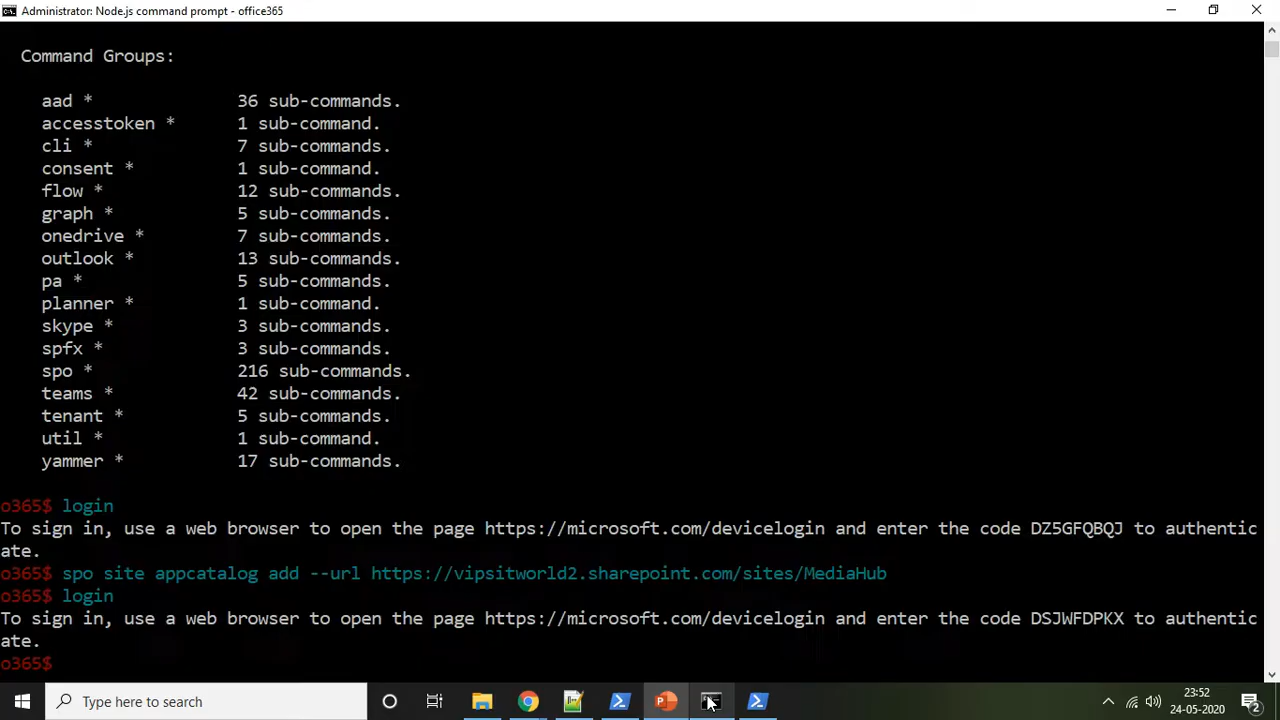 Administrator: Node.js command prompt - office365
Command Groups:
aad * 36 sub-commands.
accesstoken * 1 sub-command.
cli * 7 sub-commands.
consent * 1 sub-command.
flow * 12 sub-commands.
graph * 5 sub-commands.
onedrive * 7 sub-commands.
outlook * 13 sub-commands.
pa * 5 sub-commands.
planner * 1 sub-command.
skype * 3 sub-commands.
spfx * 3 sub-commands.
spo * 216 sub-commands.
teams * 42 sub-commands.
tenant * 5 sub-commands.
util * 1 sub-command.
yammer * 17 sub-commands.
o365$ login
To sign in, use a web browser to open the page https://microsoft.com/devicelogin and enter the code DZ5GFQBQJ to authentic
ate.
o365$ spo site appcatalog add --url https://vipsitworld2.sharepoint.com/sites/MediaHub
o365$ login
To sign in, use a web browser to open the page https://microsoft.com/devicelogin and enter the code DSJWFDPKX to authentic
ate.
o365$
Type here to search
23:52
24-05-2020
2